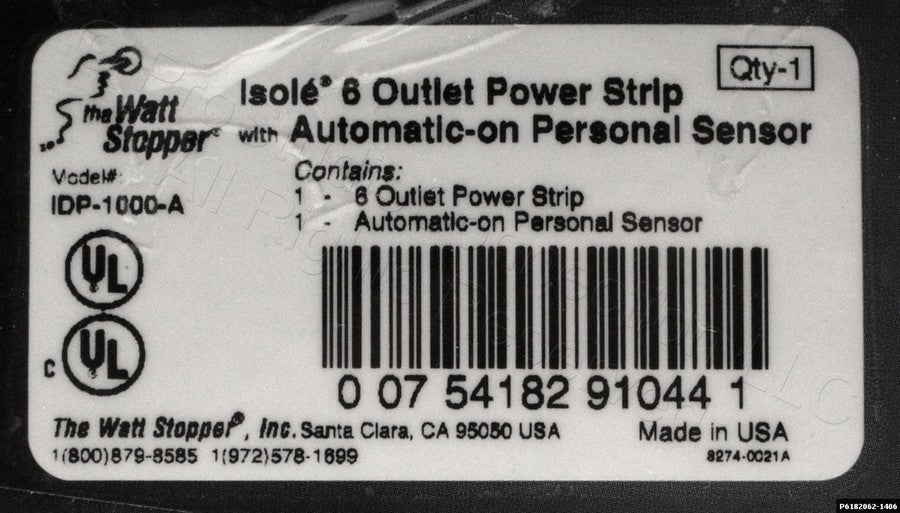 the Watt
Stopper®
Isolé® 6 Outlet Power Strip
with Automatic-on Personal Sensor
Qty-1
Model#:
IDP-1000-A
Contains:
1 - 6 Outlet Power Strip
1 - Automatic-on Personal Sensor
UL
C UL
0 07 54182 91044 1
The Watt Stopper®, Inc. Santa Clara, CA 95050 USA
1(800)879-8585 1(972)578-1699
Made in USA
8274-0021A
P6182062-1406